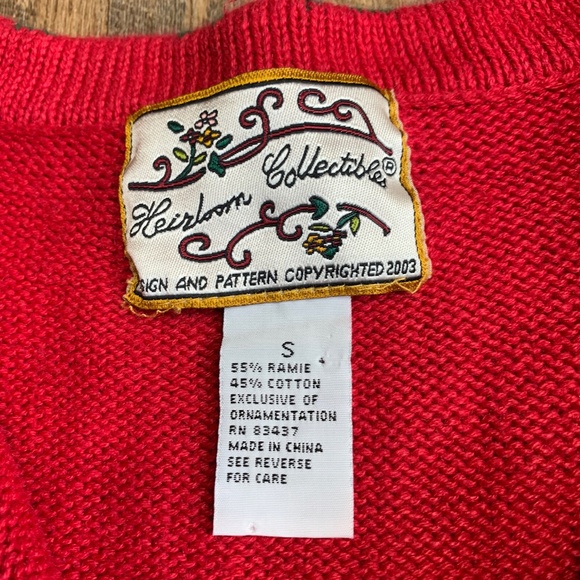 Heirloom Collectibles®
SIGN AND PATTERN COPYRIGHTED 2003
S
55% RAMIE
45% COTTON
EXCLUSIVE OF
ORNAMENTATION
RN 83437
MADE IN CHINA
SEE REVERSE
FOR CARE